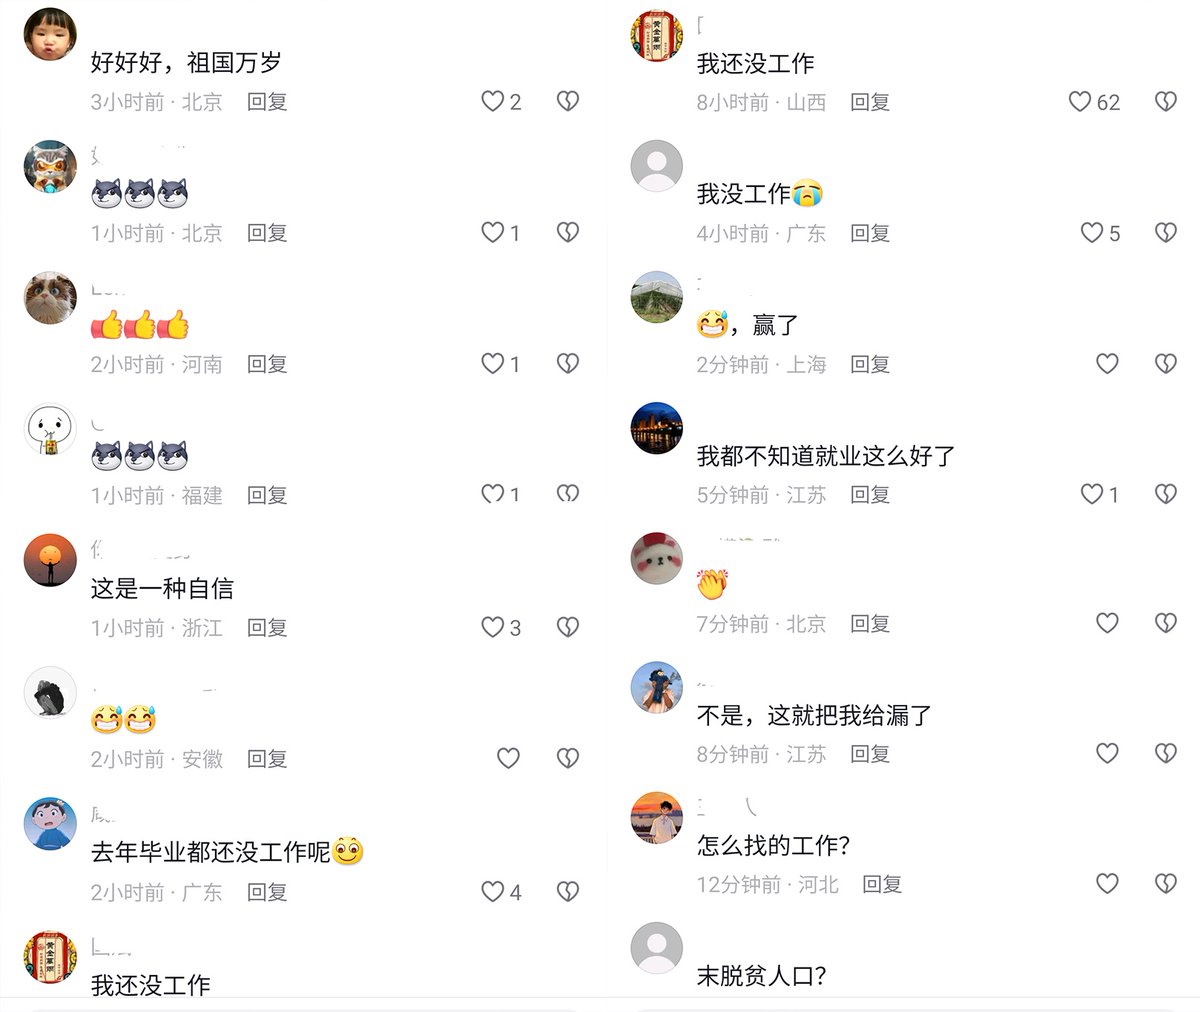 好好好，祖国万岁
3小时前 · 北京 回复 2
1小时前 · 北京 回复 1
2小时前 · 河南 回复 1
1小时前 · 福建 回复 1
这是一种自信
1小时前 · 浙江 回复 3
2小时前 · 安徽 回复
去年毕业都还没工作呢
2小时前 · 广东 回复 4
我还没工作
我还没工作
8小时前 · 山西 回复 62
我没工作
4小时前 · 广东 回复 5
，赢了
2分钟前 · 上海 回复
我都不知道就业这么好了
5分钟前 · 江苏 回复 1
7分钟前 · 北京 回复
不是，这就把我给漏了
8分钟前 · 江苏 回复
怎么找的工作？
12分钟前 · 河北 回复
末脱贫人口？